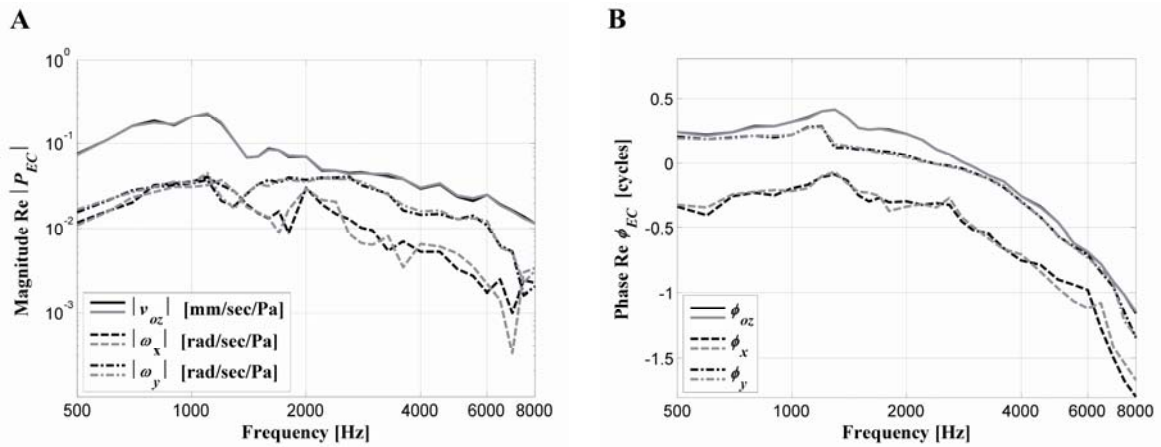 A
Magnitude Re |P_EC|
10^0
10^-1
10^-2
10^-3
|v_oz| [mm/sec/Pa]
|ω_x| [rad/sec/Pa]
|ω_y| [rad/sec/Pa]
500 1000 2000 4000 6000 8000
Frequency [Hz]
B
Phase Re ϕ_EC [cycles]
0.5
0
-0.5
-1
-1.5
ϕ_oz
ϕ_x
ϕ_y
500 1000 2000 4000 6000 8000
Frequency [Hz]